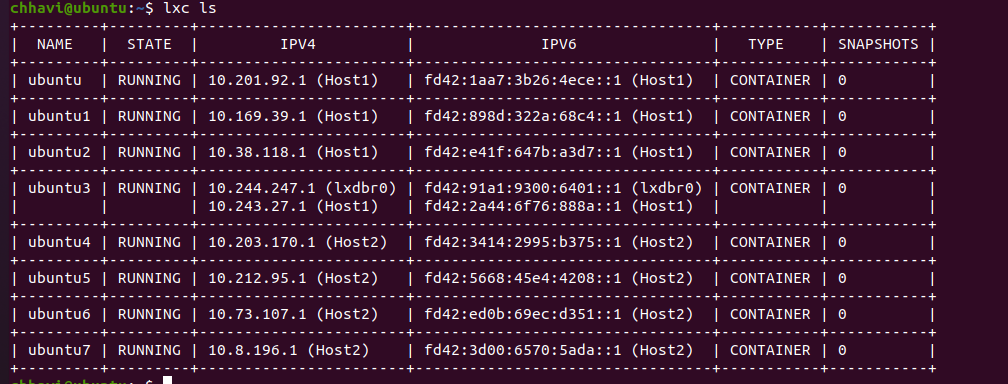 chhavi@ubuntu:~$ lxc ls
+---------+---------+------------------------+----------------------------------+-----------+-----------+
| NAME | STATE | IPV4 | IPV6 | TYPE | SNAPSHOTS |
+---------+---------+------------------------+----------------------------------+-----------+-----------+
| ubuntu | RUNNING | 10.201.92.1 (Host1) | fd42:1aa7:3b26:4ece::1 (Host1) | CONTAINER | 0 |
+---------+---------+------------------------+----------------------------------+-----------+-----------+
| ubuntu1 | RUNNING | 10.169.39.1 (Host1) | fd42:898d:322a:68c4::1 (Host1) | CONTAINER | 0 |
+---------+---------+------------------------+----------------------------------+-----------+-----------+
| ubuntu2 | RUNNING | 10.38.118.1 (Host1) | fd42:e41f:647b:a3d7::1 (Host1) | CONTAINER | 0 |
+---------+---------+------------------------+----------------------------------+-----------+-----------+
| ubuntu3 | RUNNING | 10.244.247.1 (lxdbr0) | fd42:91a1:9300:6401::1 (lxdbr0) | CONTAINER | 0 |
| | | 10.243.27.1 (Host1) | fd42:2a44:6f76:888a::1 (Host1) | | |
+---------+---------+------------------------+----------------------------------+-----------+-----------+
| ubuntu4 | RUNNING | 10.203.170.1 (Host2) | fd42:3414:2995:b375::1 (Host2) | CONTAINER | 0 |
+---------+---------+------------------------+----------------------------------+-----------+-----------+
| ubuntu5 | RUNNING | 10.212.95.1 (Host2) | fd42:5668:45e4:4208::1 (Host2) | CONTAINER | 0 |
+---------+---------+------------------------+----------------------------------+-----------+-----------+
| ubuntu6 | RUNNING | 10.73.107.1 (Host2) | fd42:ed0b:69ec:d351::1 (Host2) | CONTAINER | 0 |
+---------+---------+------------------------+----------------------------------+-----------+-----------+
| ubuntu7 | RUNNING | 10.8.196.1 (Host2) | fd42:3d00:6570:5ada::1 (Host2) | CONTAINER | 0 |
+---------+---------+------------------------+----------------------------------+-----------+-----------+
chhavi@ubuntu:~$